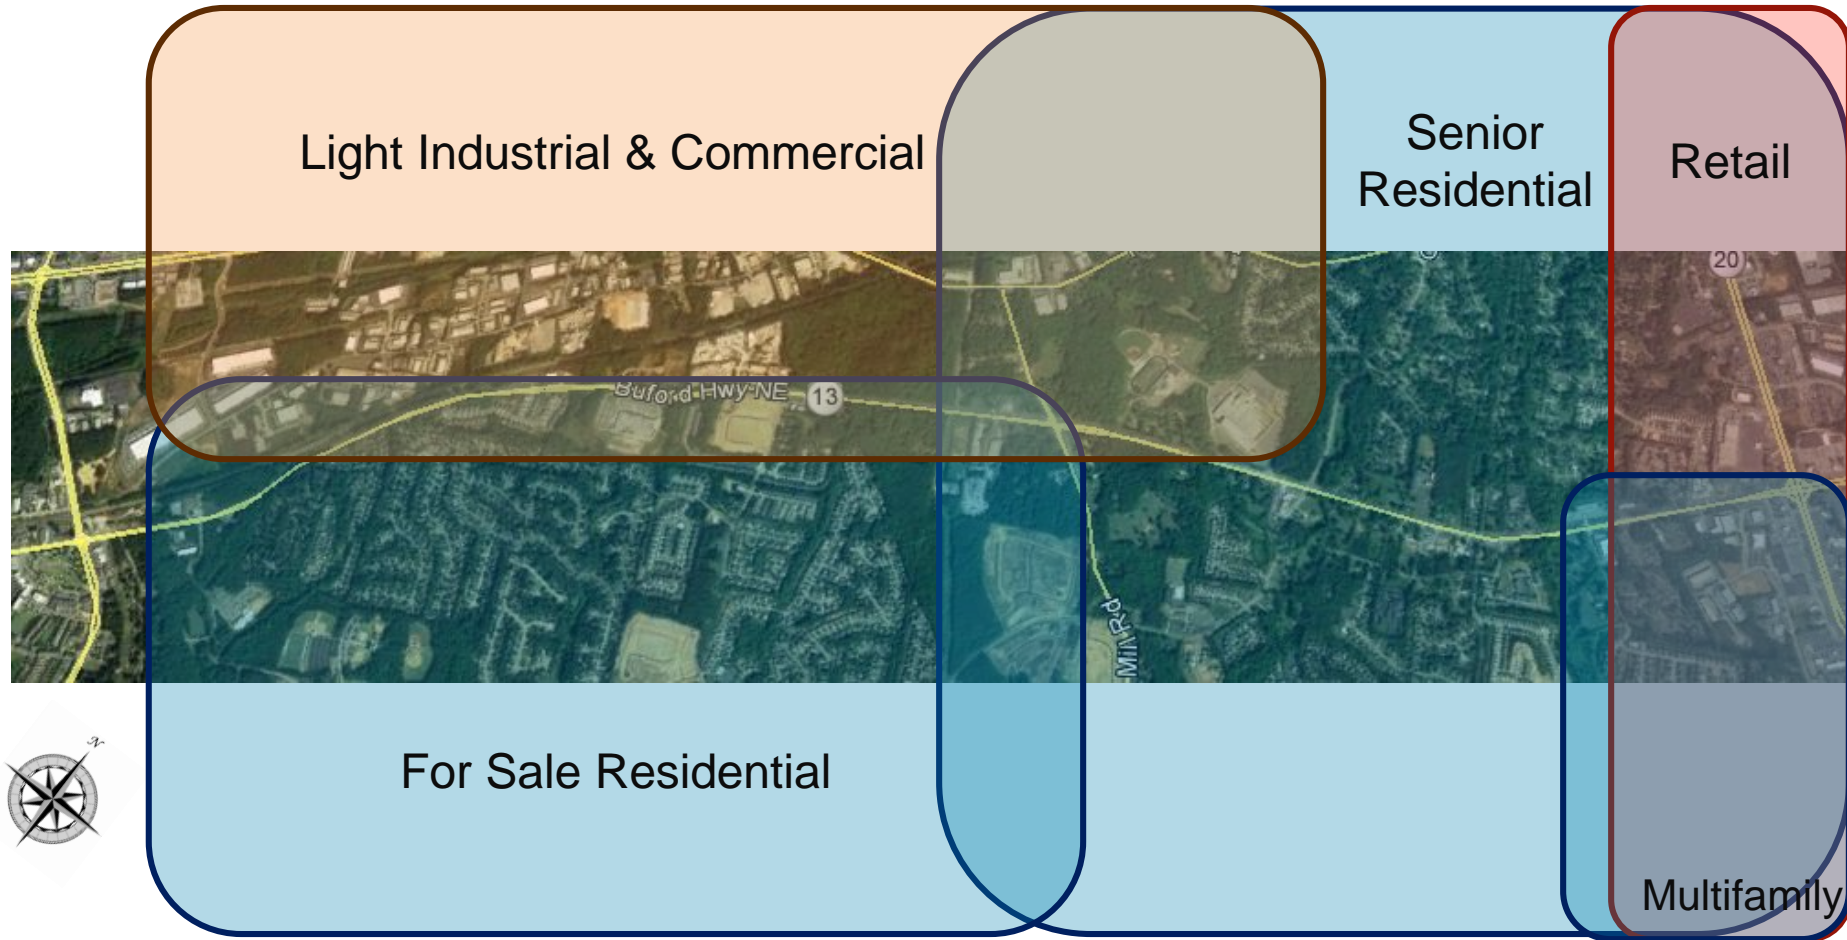 Light Industrial & Commercial
Senior
Residential
Retail
20
Buford Hwy NE
13
Mill Rd
N
For Sale Residential
Multifamily